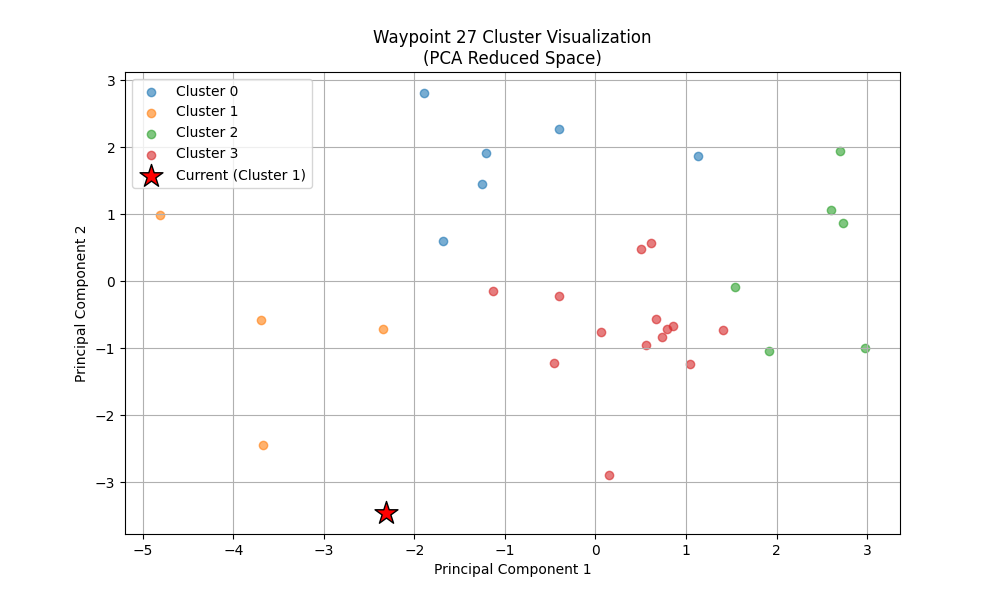 Waypoint 27 Cluster Visualization
(PCA Reduced Space)
Cluster 0
Cluster 1
Cluster 2
Cluster 3
Current (Cluster 1)
Principal Component 2
3
2
1
0
−1
−2
−3
−5
−4
−3
−2
−1
0
1
2
3
Principal Component 1